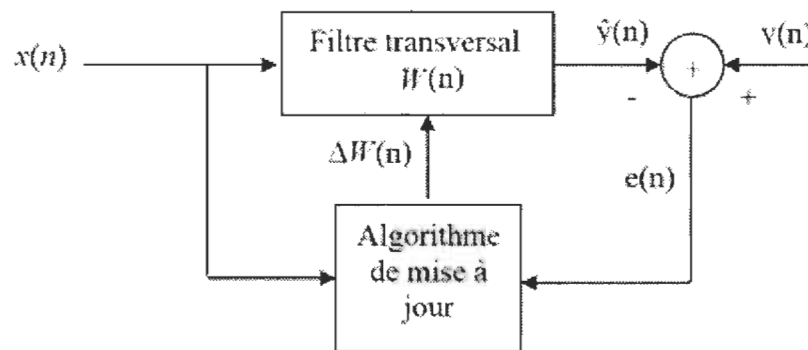 x(n)
Filtre transversal
W(n)
ŷ(n)
+
v(n)
-
+
ΔW(n)
e(n)
Algorithme
de mise à
jour